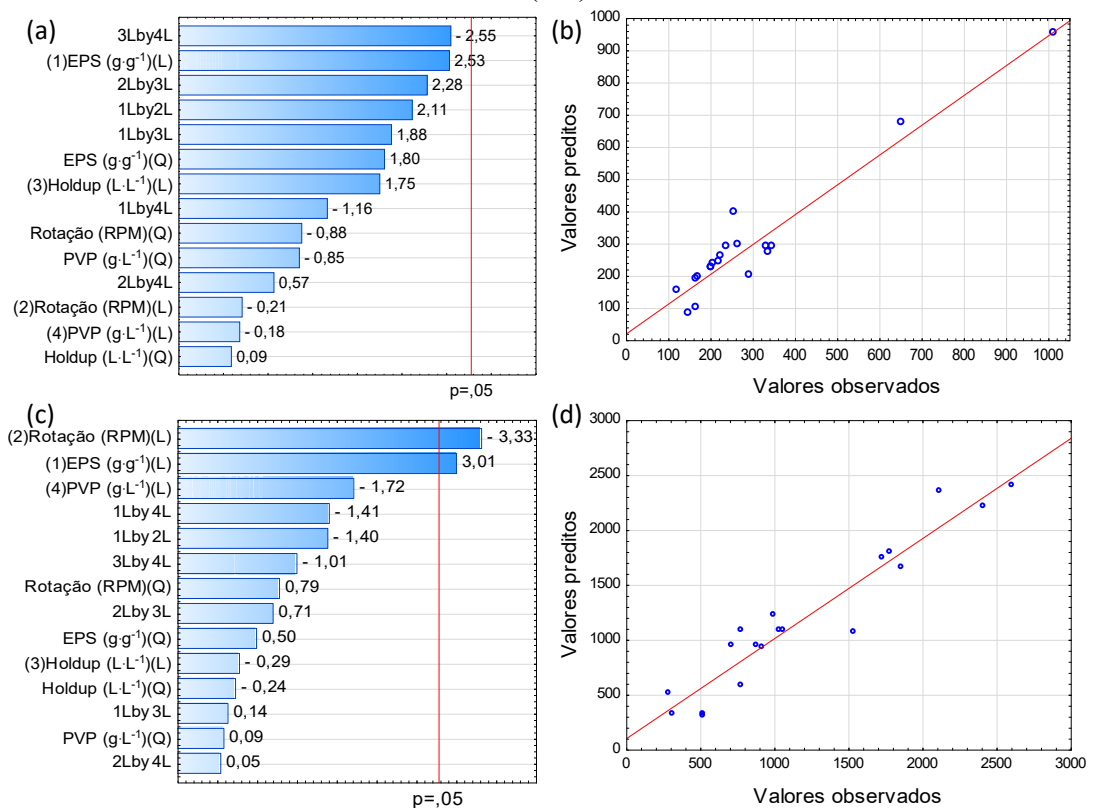 (a)
3Lby4L - 2,55
(1)EPS (g·g⁻¹)(L) 2,53
2Lby3L 2,28
1Lby2L 2,11
1Lby3L 1,88
EPS (g·g⁻¹)(Q) 1,80
(3)Holdup (L·L⁻¹)(L) 1,75
1Lby4L - 1,16
Rotação (RPM)(Q) - 0,88
PVP (g·L⁻¹)(Q) - 0,85
2Lby4L 0,57
(2)Rotação (RPM)(L) - 0,21
(4)PVP (g·L⁻¹)(L) - 0,18
Holdup (L·L⁻¹)(Q) 0,09
p=,05
(b)
Valores preditos
1000
900
800
700
600
500
400
300
200
100
0
0 100 200 300 400 500 600 700 800 900 1000
Valores observados
(c)
(2)Rotação (RPM)(L) - 3,33
(1)EPS (g·g⁻¹)(L) 3,01
(4)PVP (g·L⁻¹)(L) - 1,72
1Lby 4L - 1,41
1Lby 2L - 1,40
3Lby 4L - 1,01
Rotação (RPM)(Q) 0,79
2Lby 3L 0,71
EPS (g·g⁻¹)(Q) 0,50
(3)Holdup (L·L⁻¹)(L) - 0,29
Holdup (L·L⁻¹)(Q) - 0,24
1Lby 3L 0,14
PVP (g·L⁻¹)(Q) 0,09
2Lby 4L 0,05
p=,05
(d)
Valores preditos
3000
2500
2000
1500
1000
500
0
0 500 1000 1500 2000 2500 3000
Valores observados